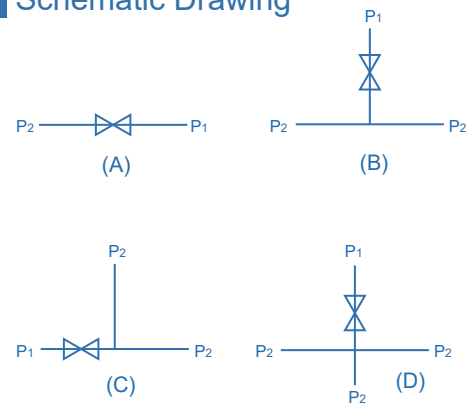 Schematic Drawing
P1
P2 P1
P2 P2
(A)
(B)
P2
P1
P1 P2
P2 P2
(C)
(D)
P2